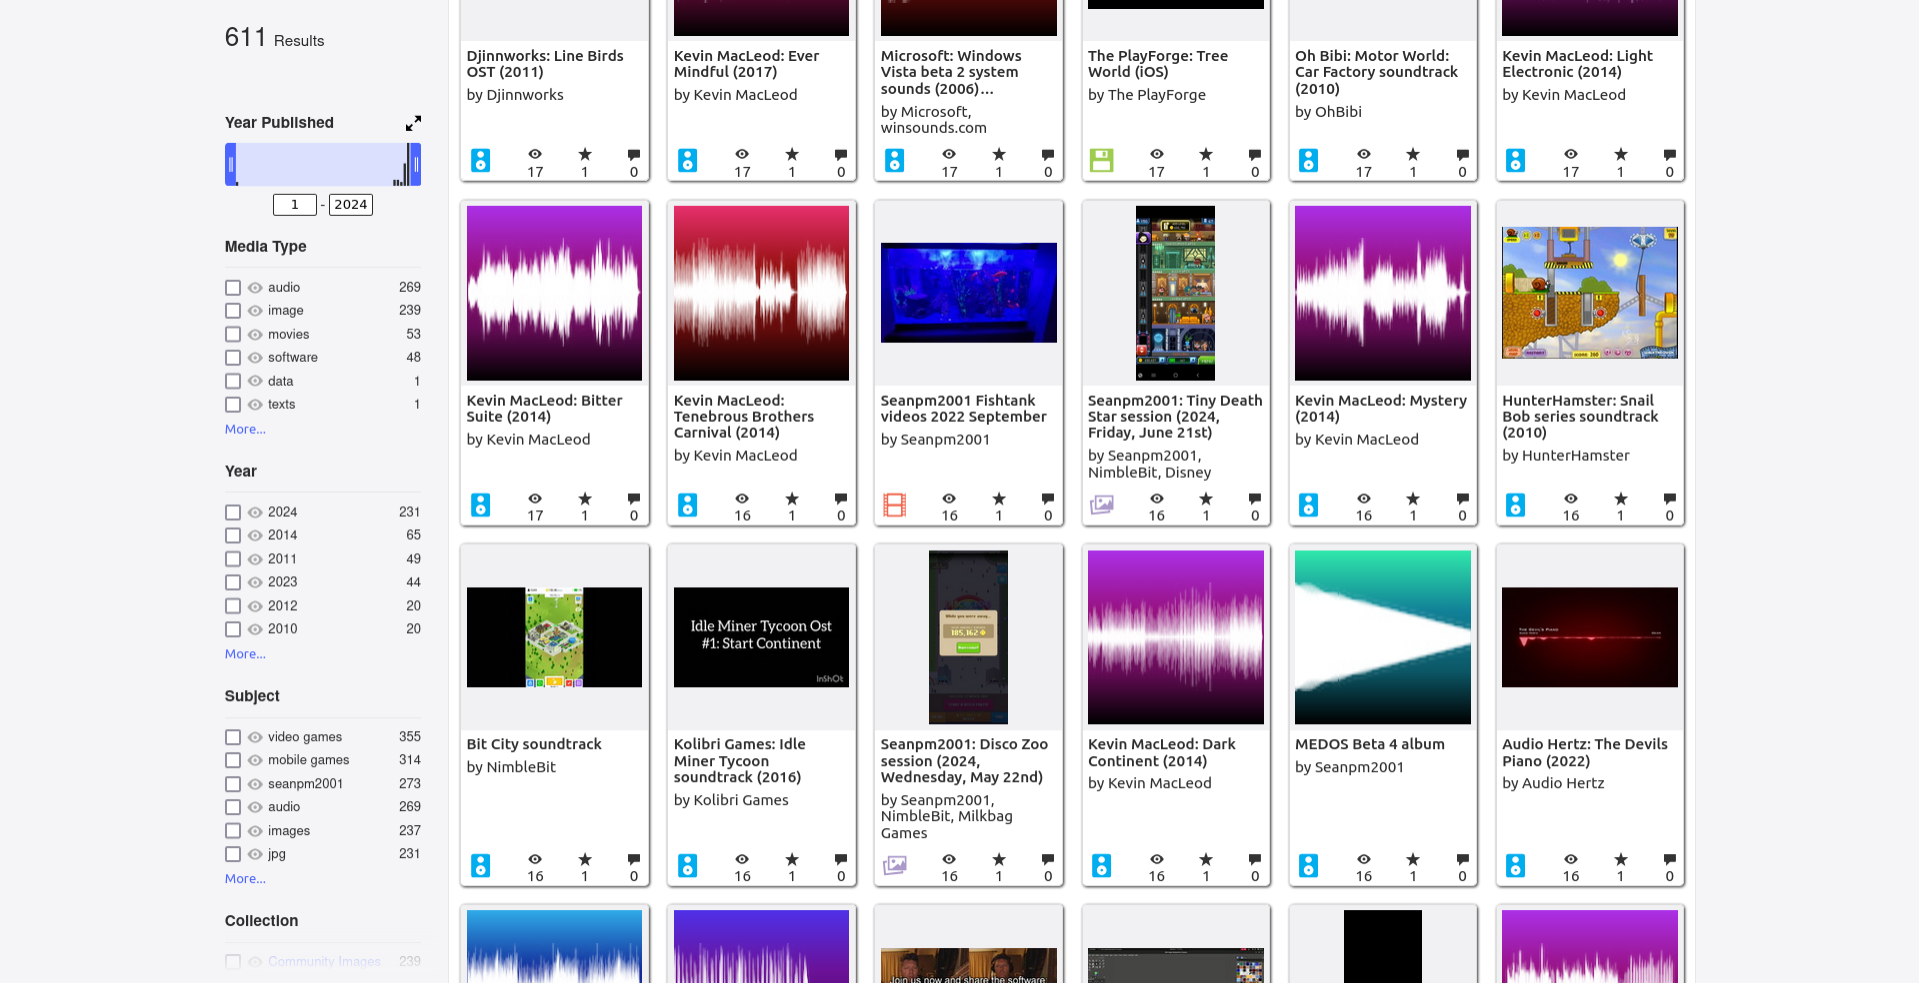 611 Results
Year Published
1 - 2024
Media Type
audio 269
image 239
movies 53
software 48
data 1
texts 1
More...
Year
2024 231
2014 65
2011 49
2023 44
2012 20
2010 20
More...
Subject
video games 355
mobile games 314
seanpm2001 273
audio 269
images 237
jpg 231
More...
Collection
Community Images 239
Djinnworks: Line Birds
OST (2011)
by Djinnworks
17 1 0
Kevin MacLeod: Ever
Mindful (2017)
by Kevin MacLeod
17 1 0
Microsoft: Windows
Vista beta 2 system
sounds (2006)...
by Microsoft,
winsounds.com
17 1 0
The PlayForge: Tree
World (iOS)
by The PlayForge
17 1 0
Oh Bibi: Motor World:
Car Factory soundtrack
(2010)
by OhBibi
17 1 0
Kevin MacLeod: Light
Electronic (2014)
by Kevin MacLeod
17 1 0
Kevin MacLeod: Bitter
Suite (2014)
by Kevin MacLeod
17 1 0
Kevin MacLeod:
Tenebrous Brothers
Carnival (2014)
by Kevin MacLeod
16 1 0
Seanpm2001 Fishtank
videos 2022 September
by Seanpm2001
16 1 0
Seanpm2001: Tiny Death
Star session (2024,
Friday, June 21st)
by Seanpm2001,
NimbleBit, Disney
16 1 0
Kevin MacLeod: Mystery
(2014)
by Kevin MacLeod
16 1 0
HunterHamster: Snail
Bob series soundtrack
(2010)
by HunterHamster
16 1 0
Bit City soundtrack
by NimbleBit
16 1 0
Idle Miner Tycoon Ost
#1: Start Continent
InShOt
Kolibri Games: Idle
Miner Tycoon
soundtrack (2016)
by Kolibri Games
16 1 0
While you were away...
185,162
Seanpm2001: Disco Zoo
session (2024,
Wednesday, May 22nd)
by Seanpm2001,
NimbleBit, Milkbag
Games
16 1 0
Kevin MacLeod: Dark
Continent (2014)
by Kevin MacLeod
16 1 0
MEDOS Beta 4 album
by Seanpm2001
16 1 0
THE DEVIL'S PIANO
Audio Hertz: The Devils
Piano (2022)
by Audio Hertz
16 1 0
Join us now and share the software;